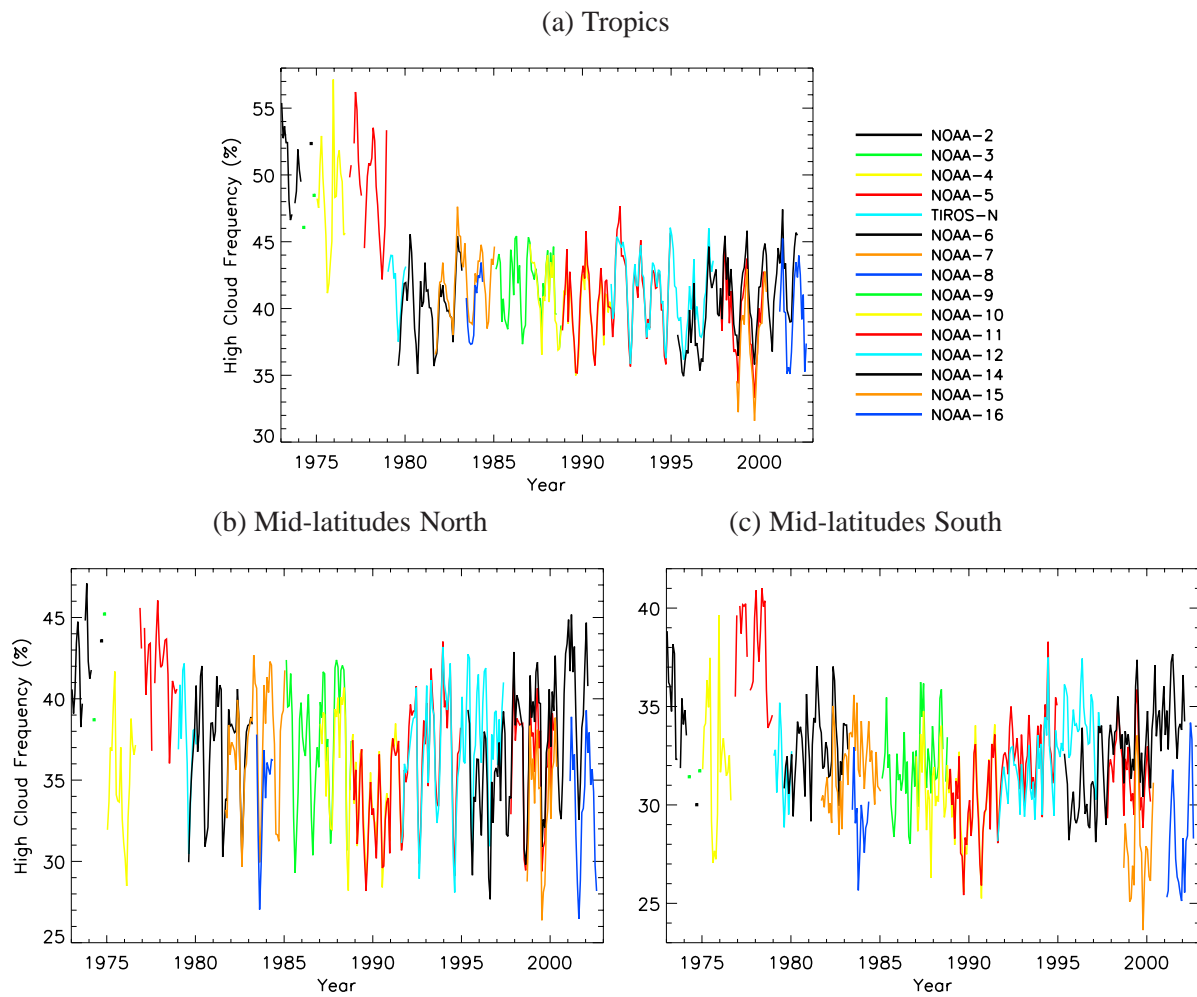 (a) Tropics
High Cloud Frequency (%)
55
50
45
40
35
30
1975 1980 1985 1990 1995 2000
Year
NOAA-2
NOAA-3
NOAA-4
NOAA-5
TIROS-N
NOAA-6
NOAA-7
NOAA-8
NOAA-9
NOAA-10
NOAA-11
NOAA-12
NOAA-14
NOAA-15
NOAA-16
(b) Mid-latitudes North
High Cloud Frequency (%)
45
40
35
30
25
1975 1980 1985 1990 1995 2000
Year
(c) Mid-latitudes South
40
35
30
25
1975 1980 1985 1990 1995 2000
Year